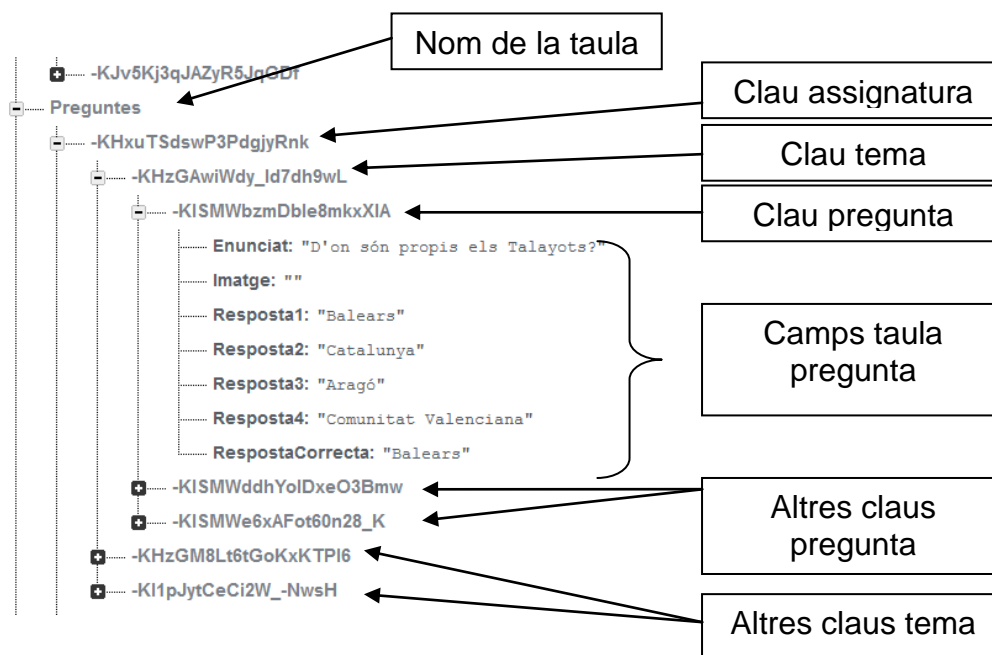 Nom de la taula
-KJv5Kj3qJAZyR5JqGDf
Preguntes
Clau assignatura
-KHxuTSdswP3PdgjyRnk
Clau tema
-KHzGAwiWdy_Id7dh9wL
Clau pregunta
-KISMWbzmDble8mkxXIA
Enunciat: "D'on són propis els Talayots?"
Imatge: ""
Resposta1: "Balears"
Resposta2: "Catalunya"
Resposta3: "Aragó"
Resposta4: "Comunitat Valenciana"
RespostaCorrecta: "Balears"
Camps taula
pregunta
-KISMWddhYolDxeO3Bmw
-KISMWe6xAFot60n28_K
Altres claus
pregunta
-KHzGM8Lt6tGoKxKTPI6
-KI1pJytCeCi2W_-NwsH
Altres claus tema